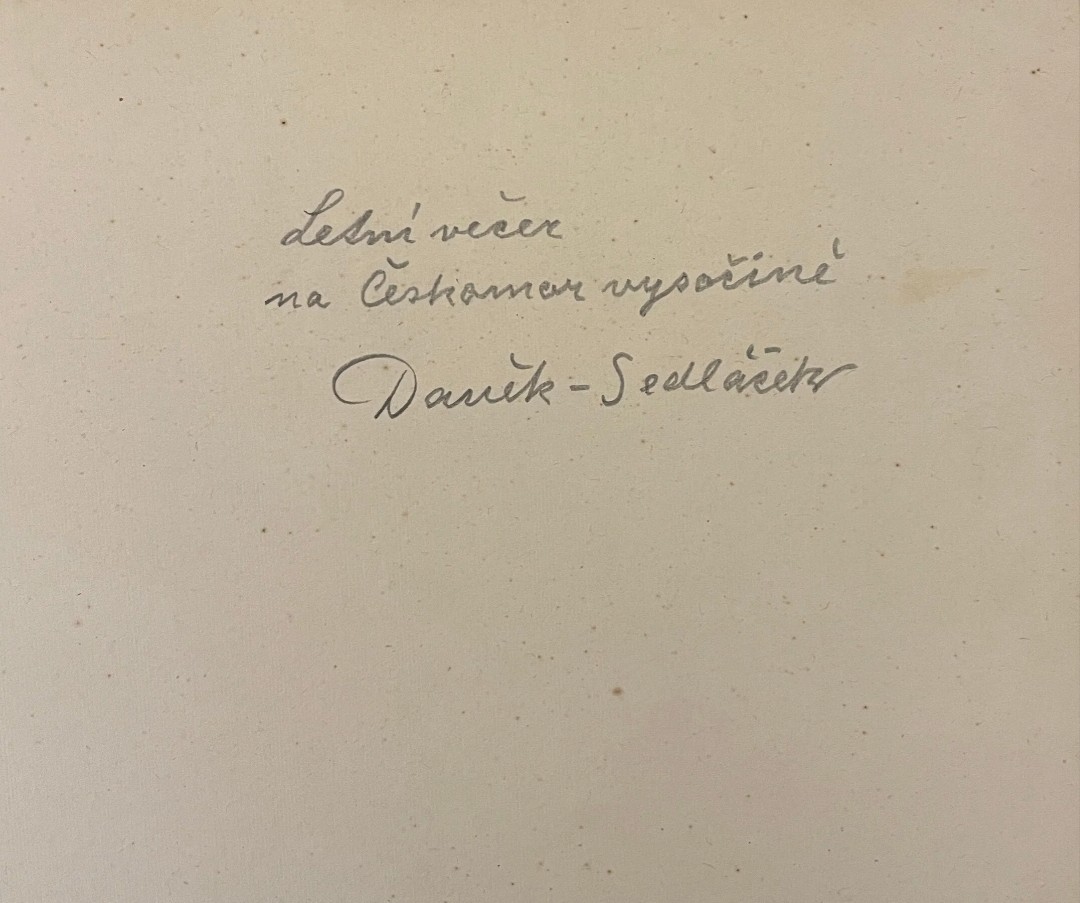 Letní večer
na Českomor vysočině
Daněk-Sedláček